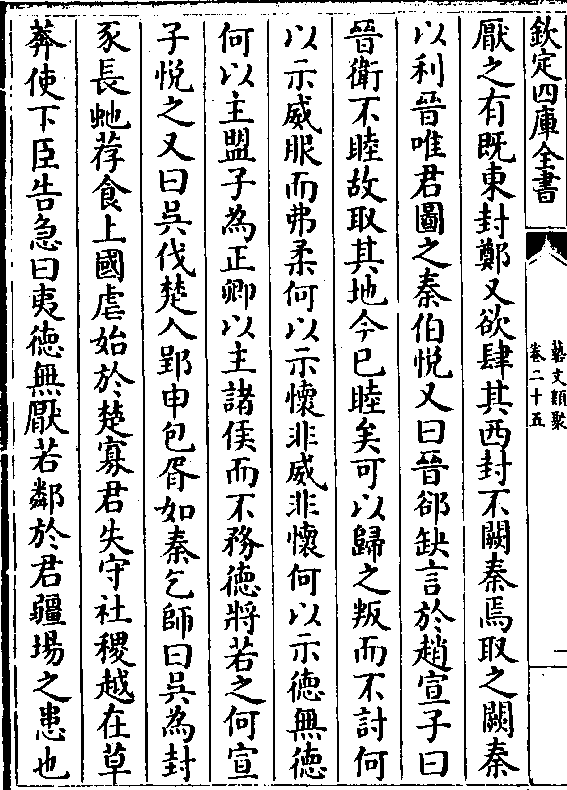 欽定四庫全書
藝文類聚
卷二十五
一
厭之有既東封鄭又欲肆其西封不闕秦焉取之闕秦
以利晉唯君圖之秦伯悅又曰晉郤缺言於趙宣子曰
晉衛不睦故取其地今已睦矣可以歸之叛而不討何
以示威服而弗柔何以示懷非威非懷何以示德無德
何以主盟子為正卿以主諸侯而不務德將若之何宣
子悅之又曰吳伐楚入郢申包胥如秦乞師曰吳為封
豕長虵荐食上國虐始於楚寡君失守社稷越在草
莽使下臣告急曰夷徳無厭若鄰於君疆埸之患也